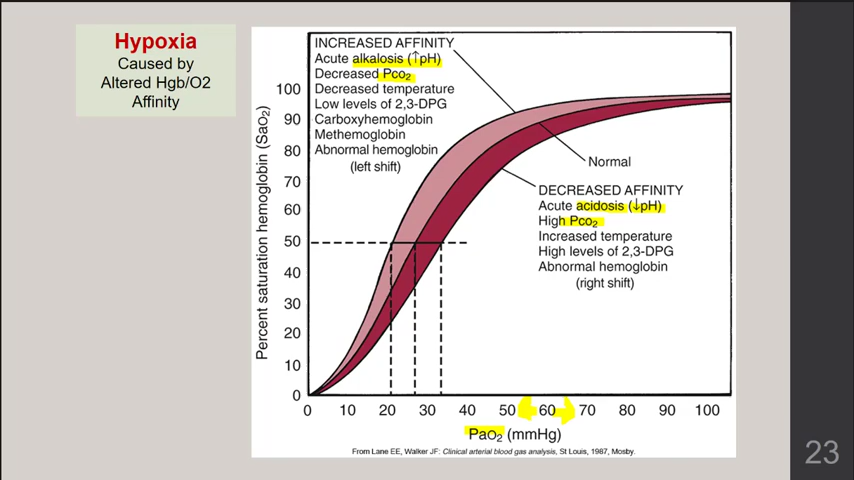 Hypoxia
Caused by
Altered Hgb/O2
Affinity
INCREASED AFFINITY
Acute alkalosis (↑pH)
Decreased Pco₂
Decreased temperature
Low levels of 2,3-DPG
Carboxyhemoglobin
Methemoglobin
Abnormal hemoglobin
(left shift)
Normal
DECREASED AFFINITY
Acute acidosis (↓pH)
High Pco₂
Increased temperature
High levels of 2,3-DPG
Abnormal hemoglobin
(right shift)
Percent saturation hemoglobin (SaO₂)
100
90
80
70
60
50
40
30
20
10
0
0 10 20 30 40 50 60 70 80 90 100
PaO₂ (mmHg)
From Lane EE, Walker JF: Clinical arterial blood gas analysis, St Louis, 1987, Mosby.
23